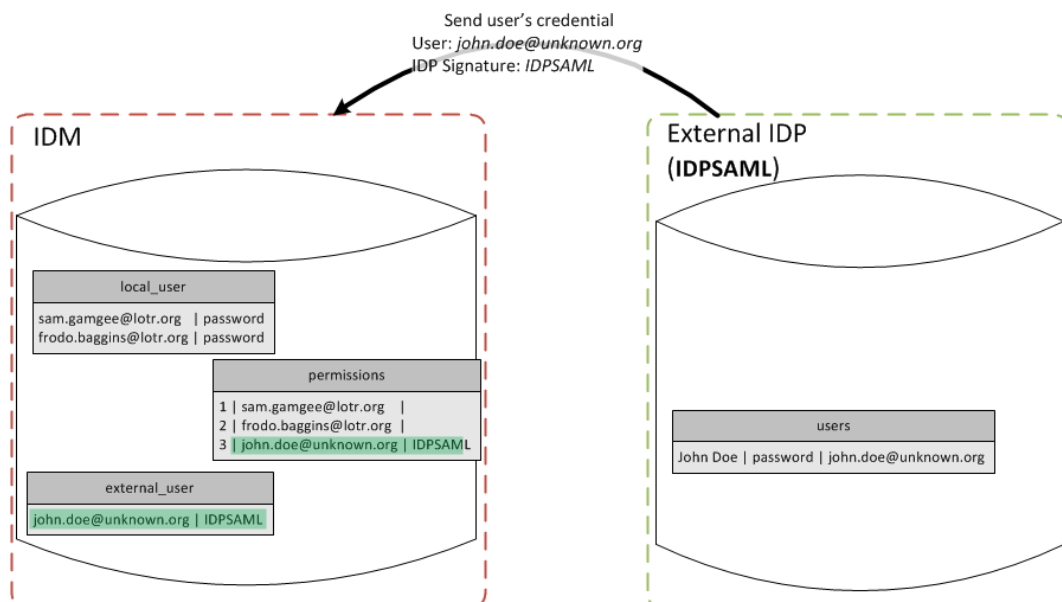 Send user's credential
User: john.doe@unknown.org
IDP Signature: IDPSAML
IDM
External IDP
(IDPSAML)
local_user
sam.gamgee@lotr.org | password
frodo.baggins@lotr.org | password
permissions
1 | sam.gamgee@lotr.org |
2 | frodo.baggins@lotr.org |
3 | john.doe@unknown.org | IDPSAML
users
John Doe | password | john.doe@unknown.org
external_user
john.doe@unknown.org | IDPSAML